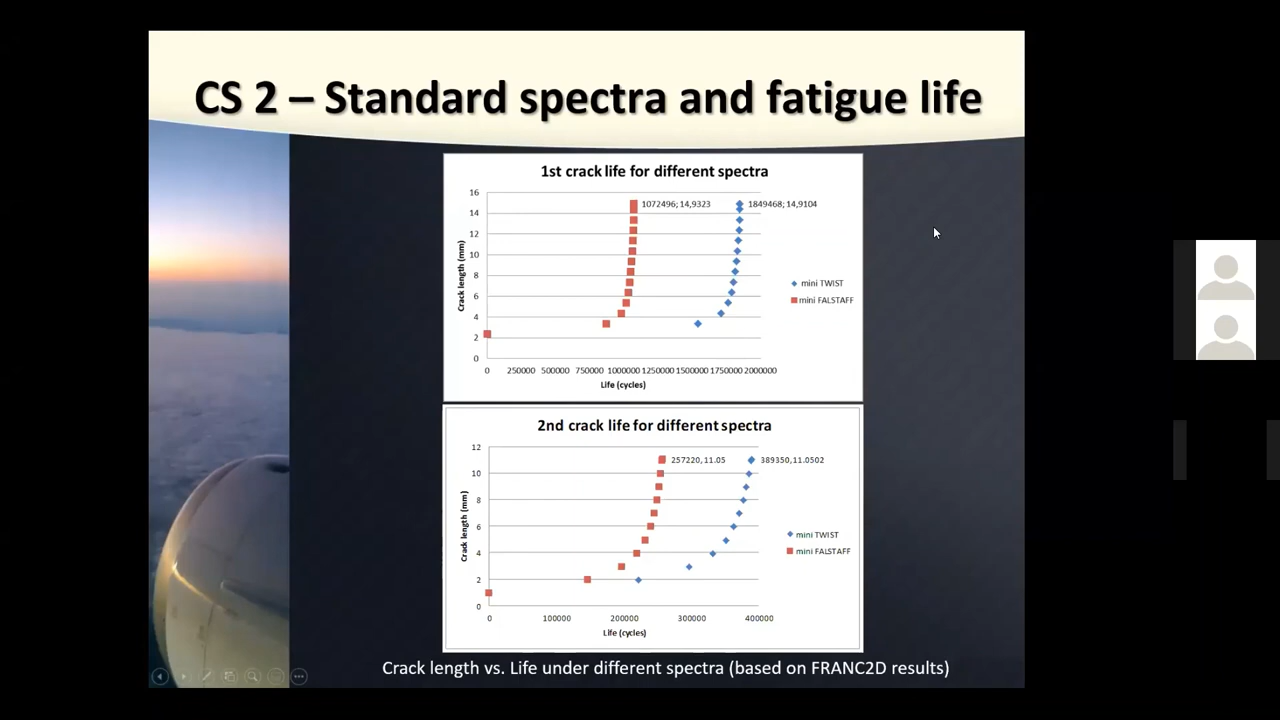 CS 2 – Standard spectra and fatigue life
1st crack life for different spectra
16
14
12
10
8
6
4
2
0
Crack length (mm)
1072496; 14,9323
1849468; 14,9104
mini TWIST
mini FALSTAFF
0 250000 500000 750000 1000000 1250000 1500000 1750000 2000000
Life (cycles)
2nd crack life for different spectra
12
10
8
6
4
2
0
Crack length (mm)
257220, 11.05
389350, 11.0502
mini TWIST
mini FALSTAFF
0 100000 200000 300000 400000
Life (cycles)
Crack length vs. Life under different spectra (based on FRANC2D results)